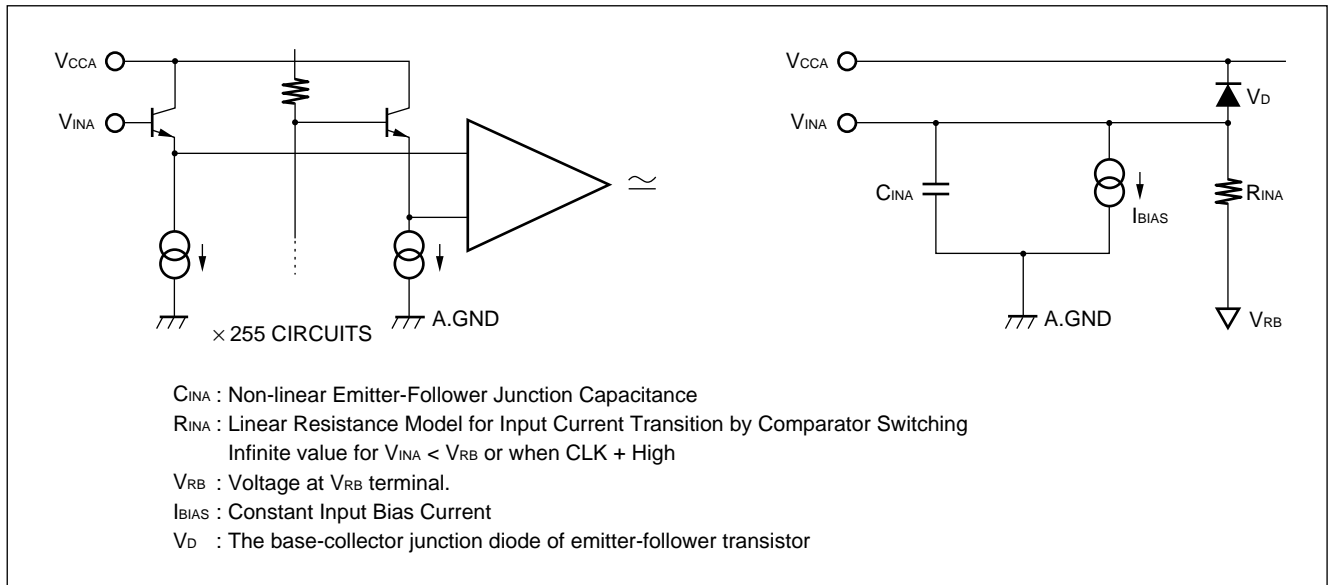 VCCA
VINA
≃
A.GND
× 255 CIRCUITS
VCCA
VD
VINA
CINA
IBIAS
RINA
A.GND
VRB
CINA : Non-linear Emitter-Follower Junction Capacitance
RINA : Linear Resistance Model for Input Current Transition by Comparator Switching
Infinite value for VINA < VRB or when CLK + High
VRB : Voltage at VRB terminal.
IBIAS : Constant Input Bias Current
VD : The base-collector junction diode of emitter-follower transistor